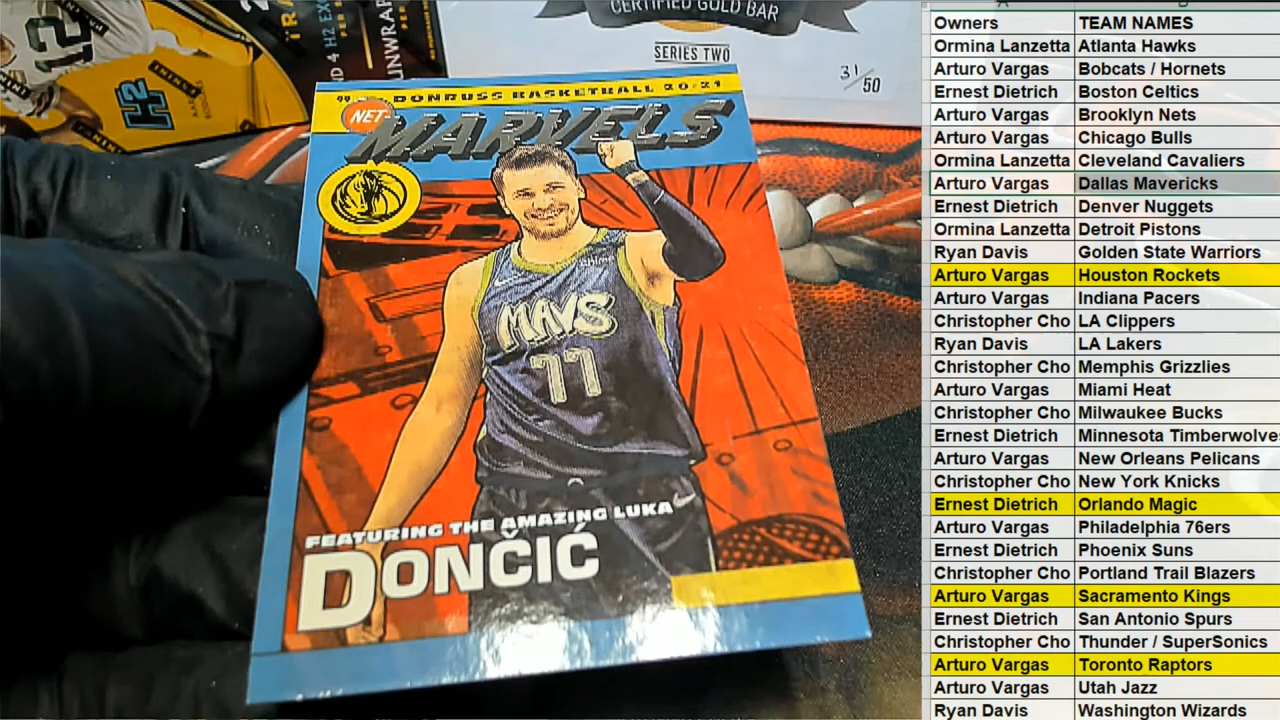 CERTIFIED GOLD BAR
SERIES TWO
31/50
12
H2
PANINI
DONRUSS BASKETBALL 20-21
NET-
MARVELS
MAVS
77
FEATURING THE AMAZING LUKA
DONČIĆ
Owners TEAM NAMES
Ormina Lanzetta Atlanta Hawks
Arturo Vargas Bobcats / Hornets
Ernest Dietrich Boston Celtics
Arturo Vargas Brooklyn Nets
Arturo Vargas Chicago Bulls
Ormina Lanzetta Cleveland Cavaliers
Arturo Vargas Dallas Mavericks
Ernest Dietrich Denver Nuggets
Ormina Lanzetta Detroit Pistons
Ryan Davis Golden State Warriors
Arturo Vargas Houston Rockets
Arturo Vargas Indiana Pacers
Christopher Cho LA Clippers
Ryan Davis LA Lakers
Christopher Cho Memphis Grizzlies
Arturo Vargas Miami Heat
Christopher Cho Milwaukee Bucks
Ernest Dietrich Minnesota Timberwolve
Arturo Vargas New Orleans Pelicans
Christopher Cho New York Knicks
Ernest Dietrich Orlando Magic
Arturo Vargas Philadelphia 76ers
Ernest Dietrich Phoenix Suns
Christopher Cho Portland Trail Blazers
Arturo Vargas Sacramento Kings
Ernest Dietrich San Antonio Spurs
Christopher Cho Thunder / SuperSonics
Arturo Vargas Toronto Raptors
Arturo Vargas Utah Jazz
Ryan Davis Washington Wizards